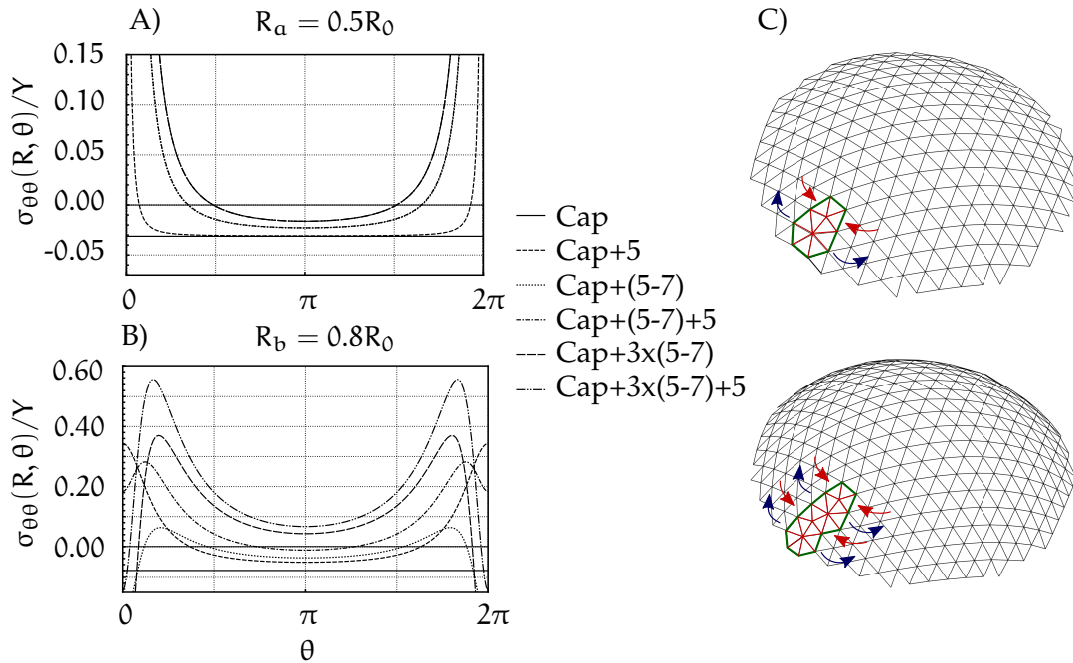 A) Rₐ = 0.5R₀
σ_θθ(R, θ)/Y
0.15
0.10
0.05
0.00
-0.05
0 π 2π
B) R_b = 0.8R₀
σ_θθ(R, θ)/Y
0.60
0.40
0.20
0.00
0 π 2π
θ
Cap
Cap+5
Cap+(5-7)
Cap+(5-7)+5
Cap+3x(5-7)
Cap+3x(5-7)+5
C)